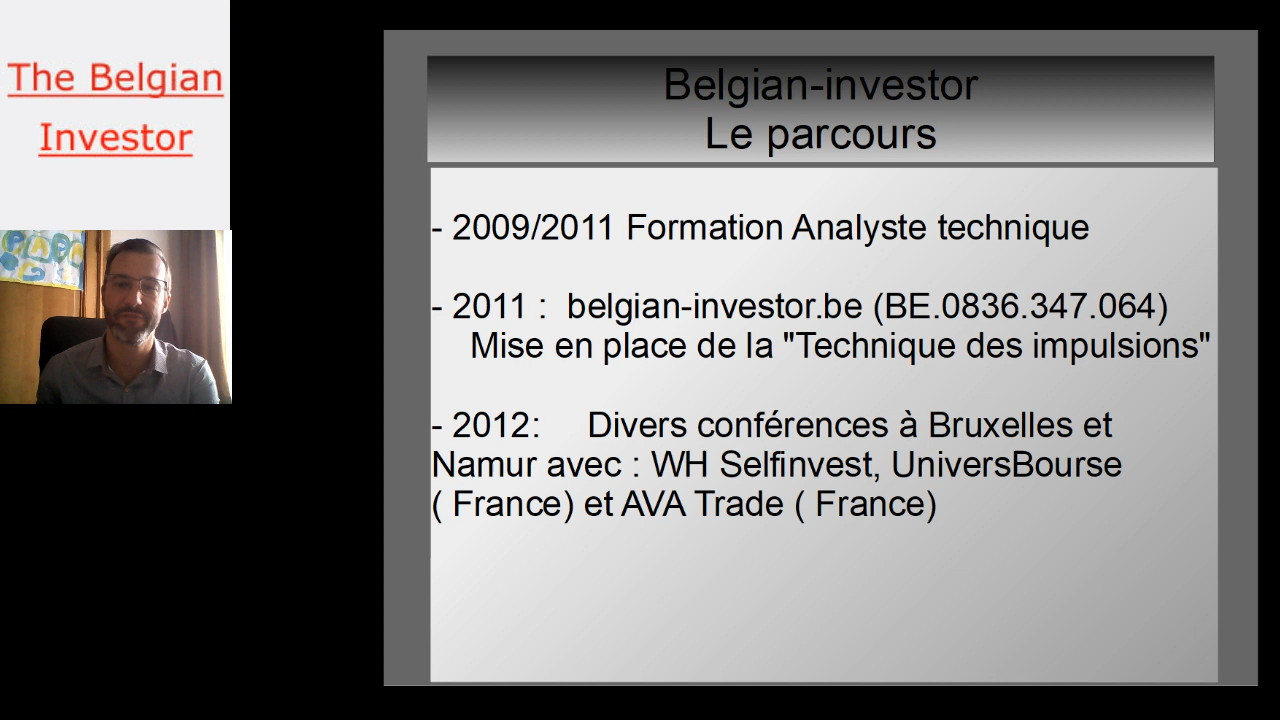 The Belgian
Investor
PAPA
Belgian-investor
Le parcours
- 2009/2011 Formation Analyste technique
- 2011 : belgian-investor.be (BE.0836.347.064)
Mise en place de la "Technique des impulsions"
- 2012: Divers conférences à Bruxelles et
Namur avec : WH Selfinvest, UniversBourse
( France) et AVA Trade ( France)